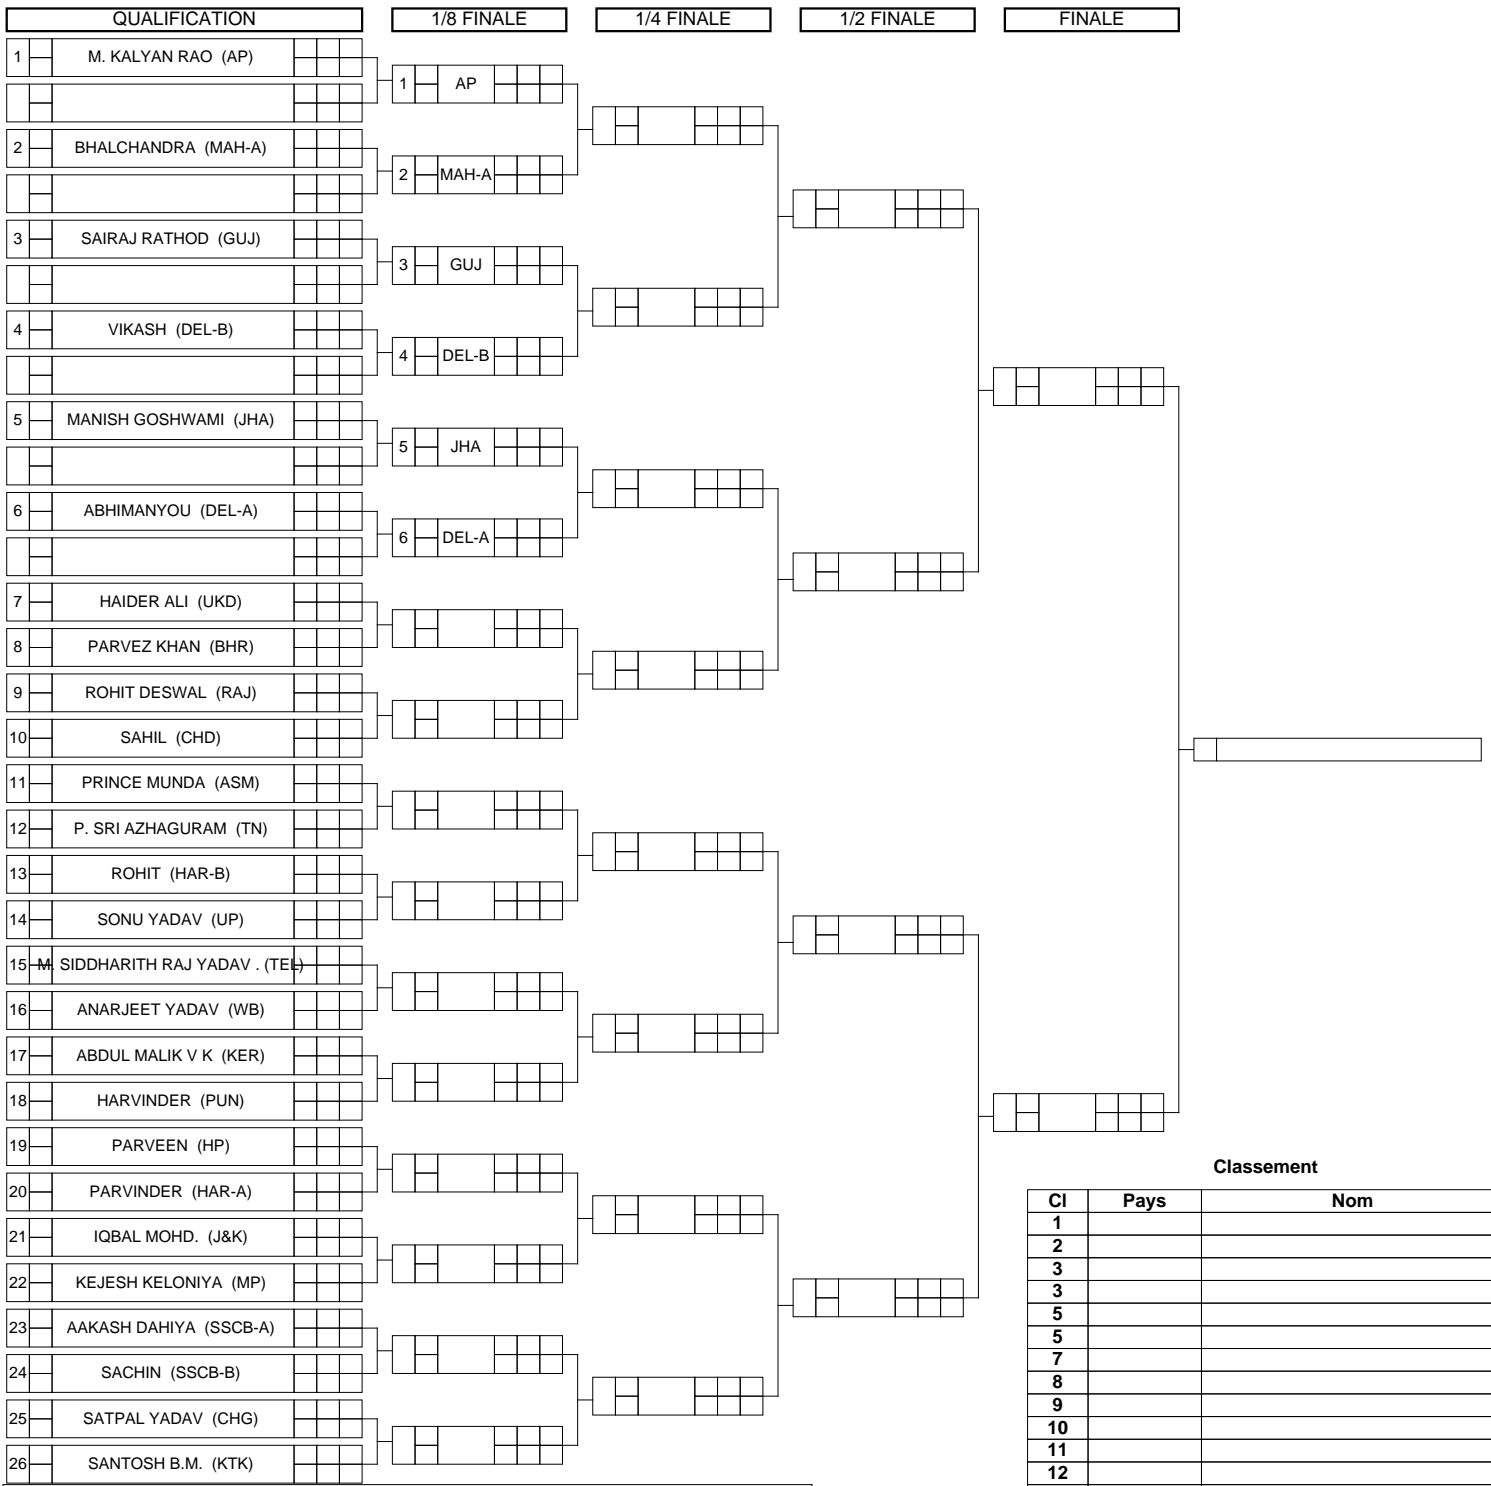 QUALIFICATION 1/8 FINALE 1/4 FINALE 1/2 FINALE FINALE
1 M. KALYAN RAO (AP)
1 AP
2 BHALCHANDRA (MAH-A)
2 MAH-A
3 SAIRAJ RATHOD (GUJ)
3 GUJ
4 VIKASH (DEL-B)
4 DEL-B
5 MANISH GOSHWAMI (JHA)
5 JHA
6 ABHIMANYOU (DEL-A)
6 DEL-A
7 HAIDER ALI (UKD)
8 PARVEZ KHAN (BHR)
9 ROHIT DESWAL (RAJ)
10 SAHIL (CHD)
11 PRINCE MUNDA (ASM)
12 P. SRI AZHAGURAM (TN)
13 ROHIT (HAR-B)
14 SONU YADAV (UP)
15 M. SIDDHARITH RAJ YADAV . (TEL)
16 ANARJEET YADAV (WB)
17 ABDUL MALIK V K (KER)
18 HARVINDER (PUN)
19 PARVEEN (HP)
20 PARVINDER (HAR-A)
21 IQBAL MOHD. (J&K)
22 KEJESH KELONIYA (MP)
23 AAKASH DAHIYA (SSCB-A)
24 SACHIN (SSCB-B)
25 SATPAL YADAV (CHG)
26 SANTOSH B.M. (KTK)
Classement
Cl Pays Nom
1
2
3
3
5
5
7
8
9
10
11
12